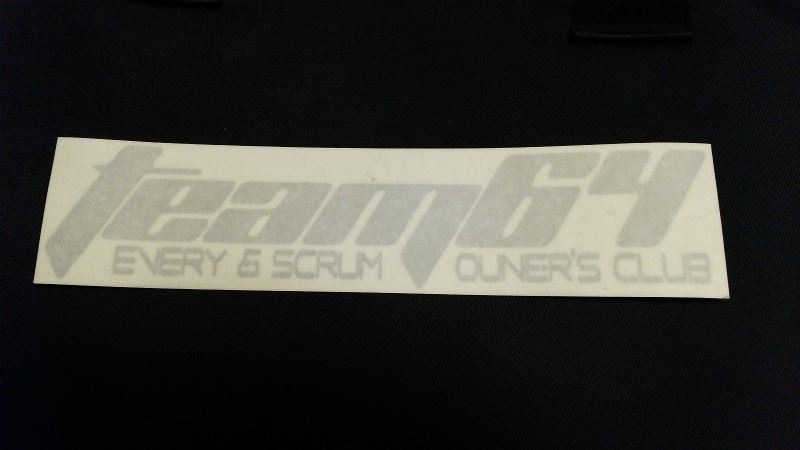 team64
EVERY & SCRUM OWNER'S CLUB